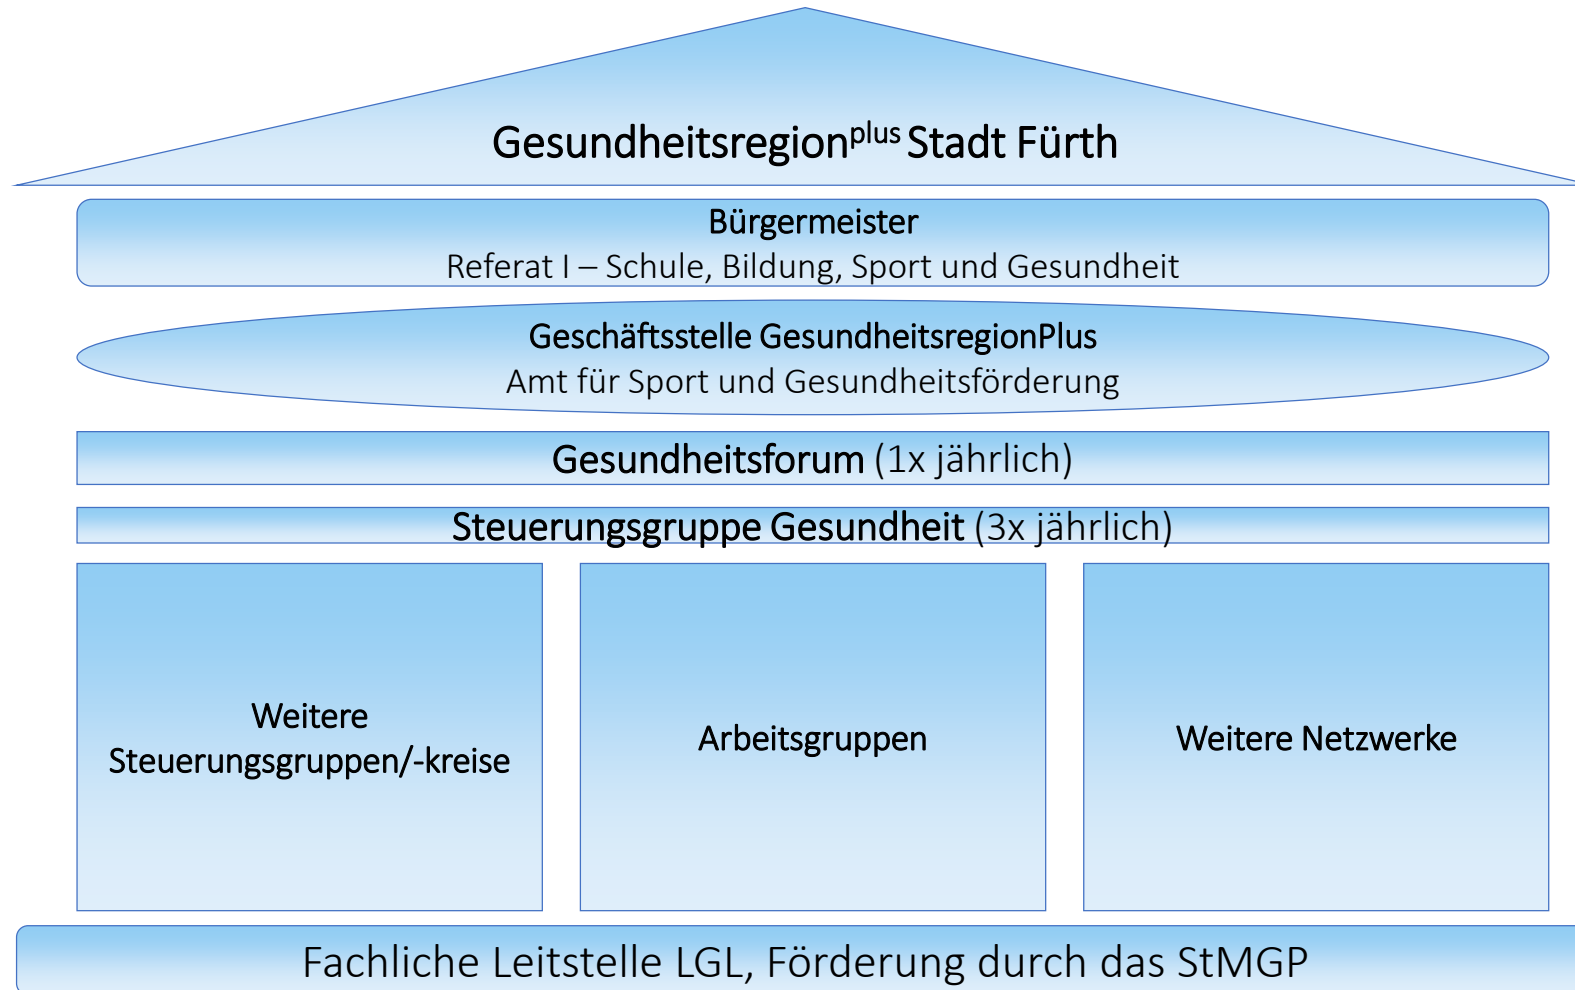 Gesundheitsregionplus Stadt Fürth
Bürgermeister
Referat I – Schule, Bildung, Sport und Gesundheit
Geschäftsstelle GesundheitsregionPlus
Amt für Sport und Gesundheitsförderung
Gesundheitsforum (1x jährlich)
Steuerungsgruppe Gesundheit (3x jährlich)
Weitere
Steuerungsgruppen/-kreise
Arbeitsgruppen
Weitere Netzwerke
Fachliche Leitstelle LGL, Förderung durch das StMGP